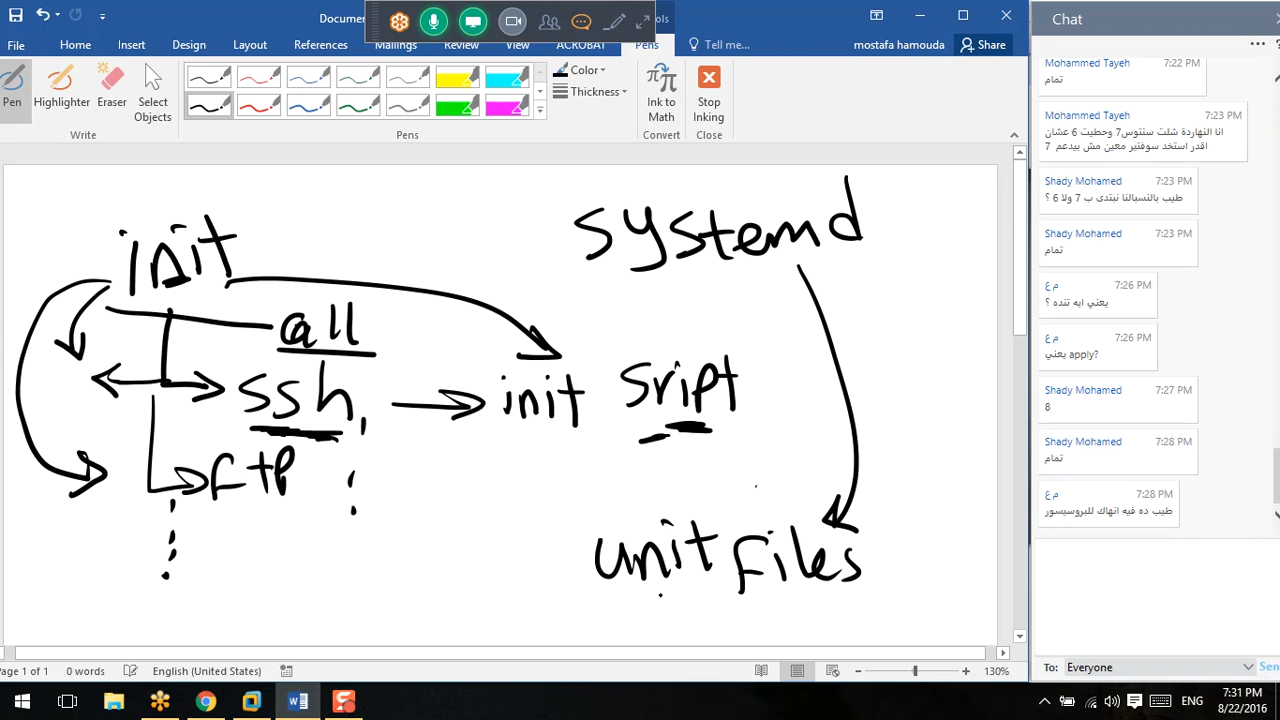 Documen
ols
File
Home
Insert
Design
Layout
References
Mailings
Review
View
ACROBAT
Pens
Tell me...
mostafa hamouda
Share
Pen
Highlighter
Eraser
Select Objects
Color
Thickness
Ink to Math
Stop Inking
Write
Pens
Convert
Close
init
systemd
all
ssh,
init sript
FtP
unit Files
Page 1 of 1
0 words
English (United States)
130%
Chat
Mohammed Tayeh 7:22 PM
تمام
Mohammed Tayeh 7:23 PM
انا النهاردة شلت سنتوس7 وحطيت 6 عشان
اقدر استخد سوفتير معين مش بيدعم 7
Shady Mohamed 7:23 PM
طيب بالنسبالنا نبتدى ب 7 ولا 6 ؟
Shady Mohamed 7:23 PM
تمام
م ع 7:26 PM
يعني ايه تنده ؟
م ع 7:26 PM
يعني apply?
Shady Mohamed 7:27 PM
8
Shady Mohamed 7:28 PM
تمام
م ع 7:28 PM
طيب ده فيه انهاك للبروسيسور
To: Everyone
Sen
ENG
7:31 PM
8/22/2016